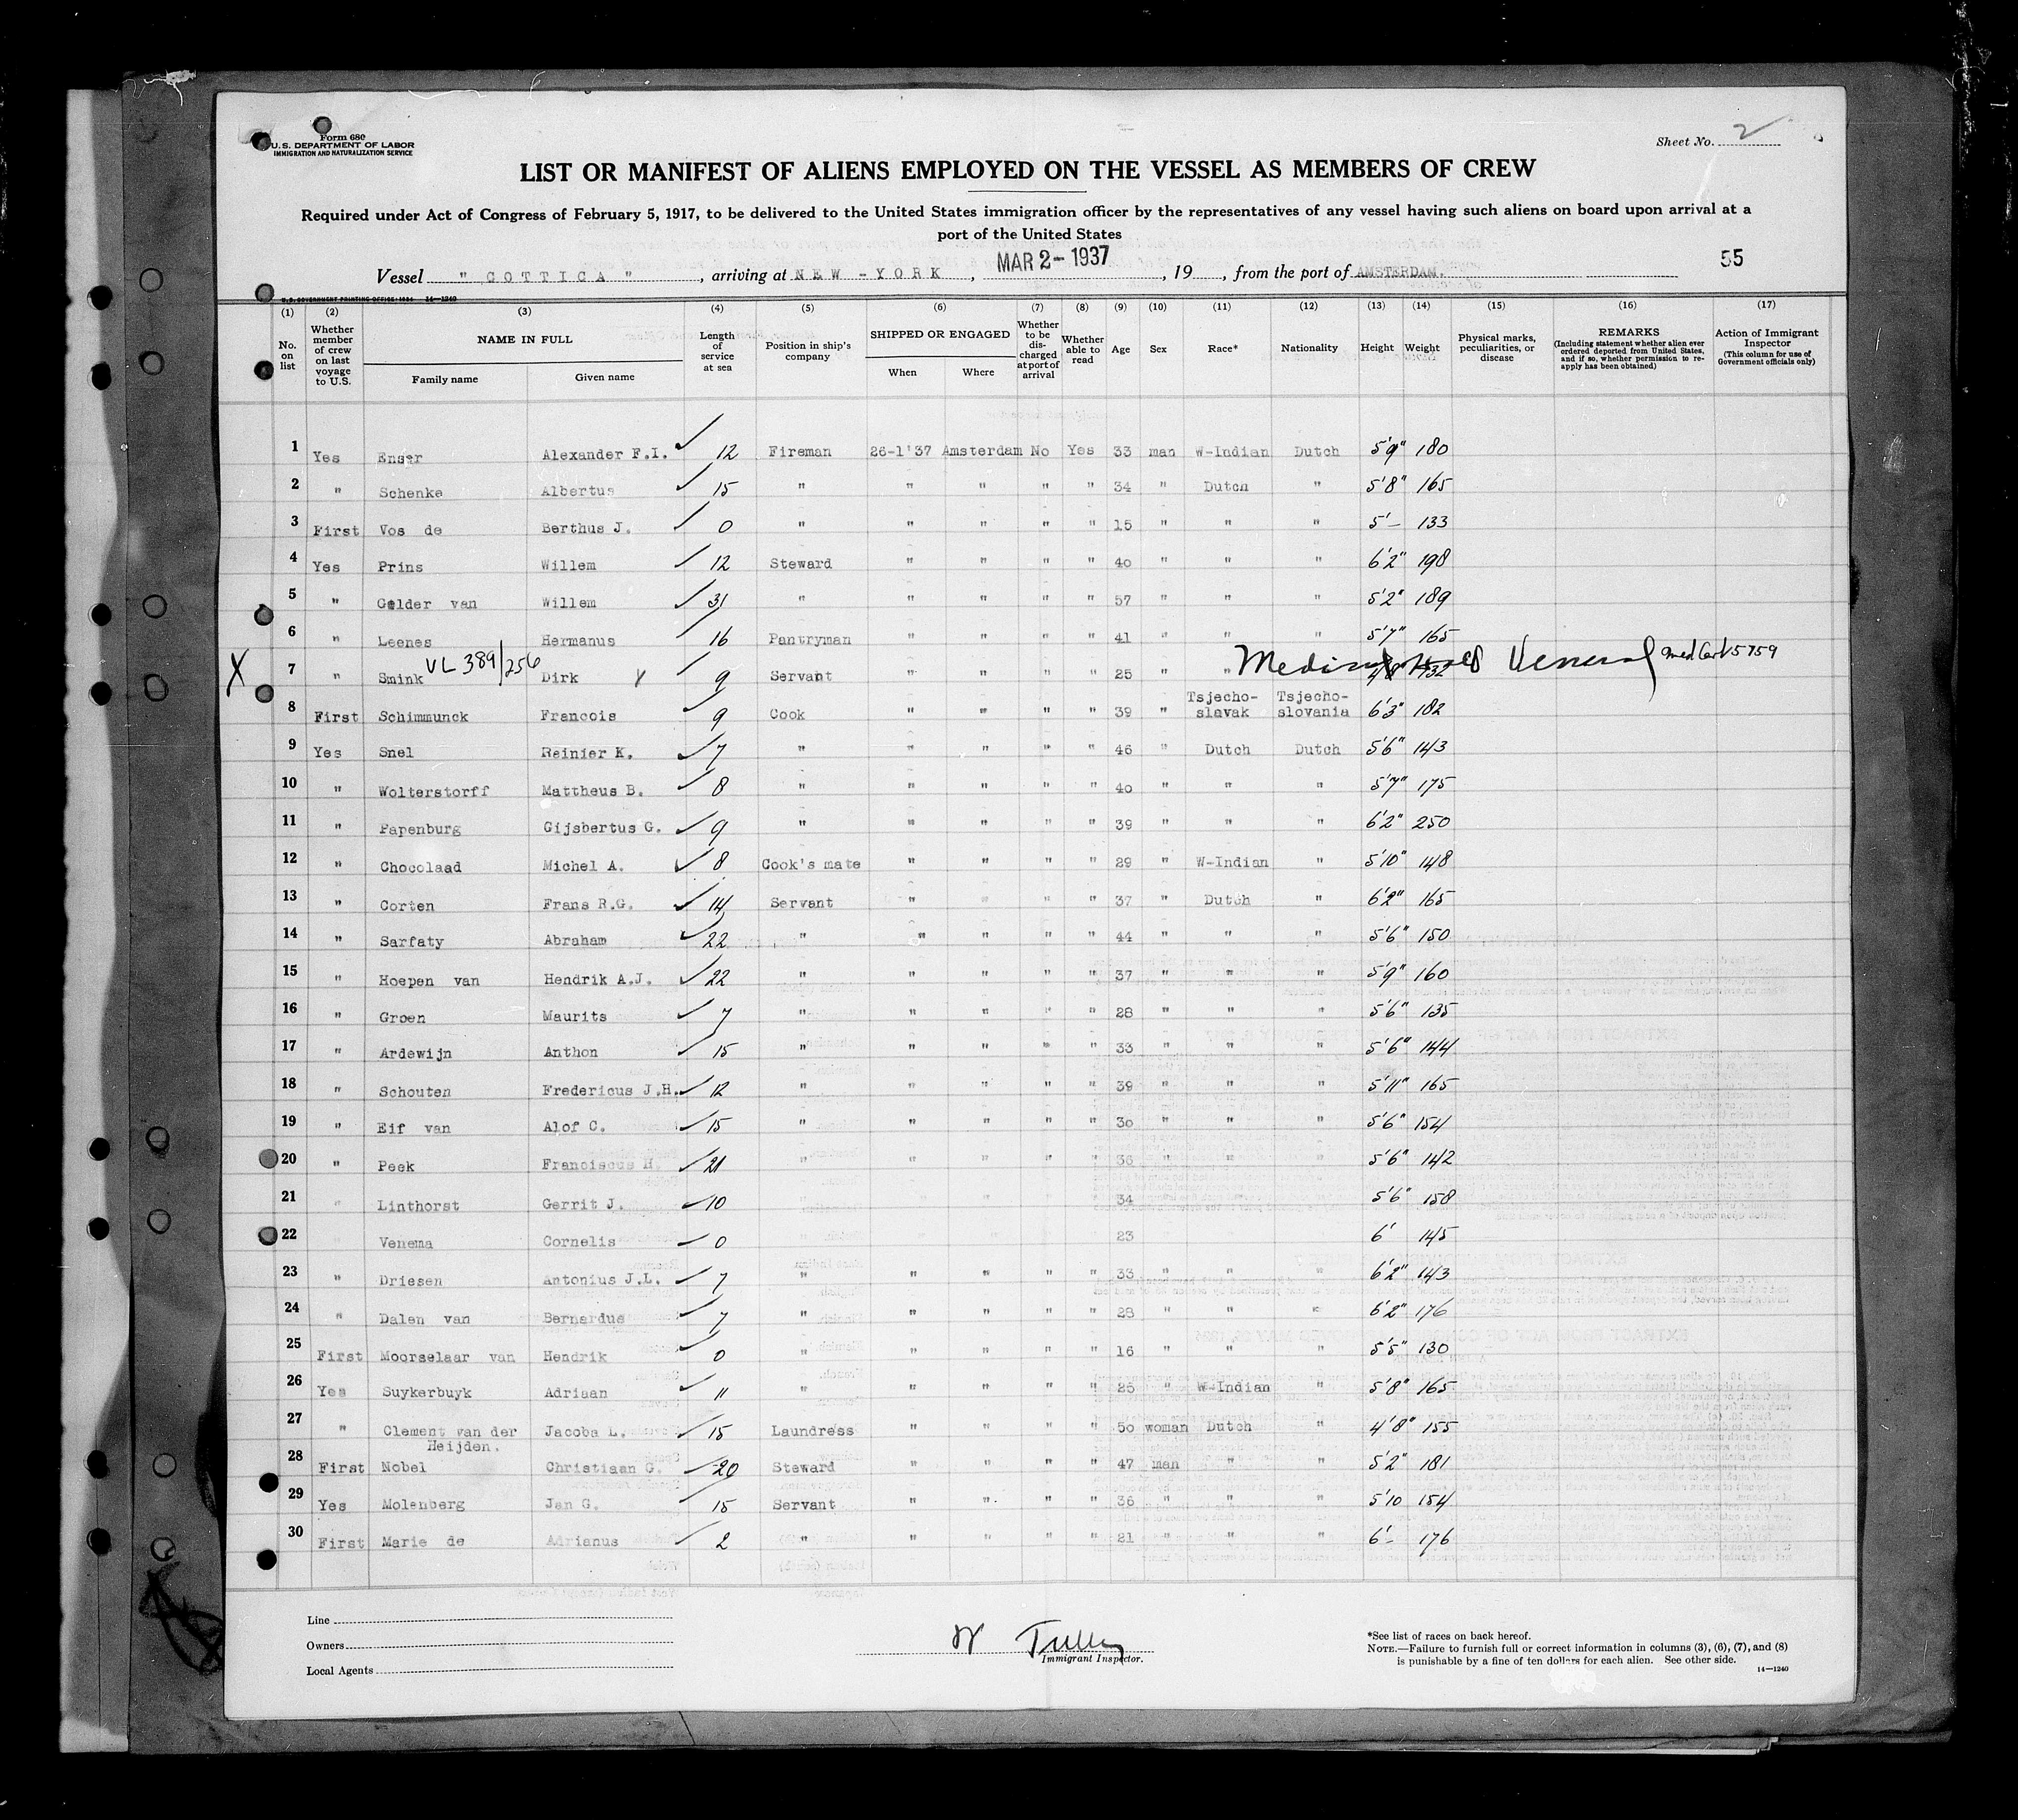 Form 680
U.S. DEPARTMENT OF LABOR
IMMIGRATION AND NATURALIZATION SERVICE
Sheet No. 2
LIST OR MANIFEST OF ALIENS EMPLOYED ON THE VESSEL AS MEMBERS OF CREW
Required under Act of Congress of February 5, 1917, to be delivered to the United States immigration officer by the representatives of any vessel having such aliens on board upon arrival at a
port of the United States
Vessel " COTTICA " , arriving at NEW-YORK , MAR 2 - 1937 , 19 , from the port of AMSTERDAM. 55
U.S. GOVERNMENT PRINTING OFFICE: 1934 14—1240
(1) (2) (3) (4) (5) (6) (7) (8) (9) (10) (11) (12) (13) (14) (15) (16) (17)
No. on list | Whether member of crew on last voyage to U.S. | NAME IN FULL | Family name | Given name | Length of service at sea | Position in ship's company | SHIPPED OR ENGAGED | When | Where | Whether to be discharged at port of arrival | Whether able to read | Age | Sex | Race* | Nationality | Height | Weight | Physical marks, peculiarities, or disease | REMARKS (Including statement whether alien ever ordered deported from United States, and if so, whether permission to reapply has been obtained) | Action of Immigrant Inspector (This column for use of Government officials only)
1 Yes Enser Alexander F.I. ✓ 12 Fireman 26-1'37 Amsterdam No Yes 33 man W-Indian Dutch 5'9" 180
2 " Schenke Albertus ✓ 15 " " " " " 34 " Dutch " 5'8" 165
3 First Vos de Berthus J. ✓ 0 " " " " " 15 " " " 5'- 133
4 Yes Prins Willem ✓ 12 Steward " " " " 40 " " " 6'2" 198
5 " Gelder van Willem ✓ 31 " " " " " 57 " " " 5'2" 189
6 " Leenes Hermanus ✓ 16 Pantryman " " " " 41 " " " 5'7" 165
X 7 " Smink VL 389/256 Dirk X ✓ 9 Servant " " " " 25 " " Venereal Med Cert 5759
8 First Schimmunck Francois ✓ 9 Cook " " " " 39 " Tsjecho-slavak Tsjecho-slovania 6'3" 182
9 Yes Snel Reinier K. ✓ 7 " " " " " 46 " Dutch Dutch 5'6" 143
10 " Wolterstorff Mattheus B. ✓ 8 " " " " " 40 " " " 5'7" 175
11 " Papenburg Gijsbertus G. ✓ 9 " " " " " 39 " " " 6'2" 250
12 " Chocolaad Michel A. ✓ 8 Cook's mate " " " " 29 " W-Indian " 5'10" 148
13 " Corten Frans R.G. ✓ 14 Servant " " " " 37 " Dutch " 6'2" 165
14 " Sarfaty Abraham ✓ 22 " " " " " 44 " " " 5'6" 150
15 " Hoepen van Hendrik A.J. ✓ 22 " " " " " 37 " " " 5'9" 160
16 " Groen Maurits ✓ 7 " " " " " 28 " " " 5'6" 135
17 " Ardewijn Anthon ✓ 15 " " " " " 33 " " " 5'6" 144
18 " Schouten Fredericus J.H. ✓ 12 " " " " " 39 " " " 5'11" 165
19 " Eif van Alof C. ✓ 15 " " " " " 30 " " " 5'6" 154
20 " Peek Franciscus H. ✓ 21 " " " " " 36 " " " 5'6" 142
21 " Linthorst Gerrit J. ✓ 10 " " " 34 5'6" 158
22 Venema Cornelis ✓ 0 23 6' 145
23 " Driesen Antonius J.L. ✓ 7 " " " " " 33 " " " 6'2" 143
24 " Dalen van Bernardus ✓ 7 " " " " " 28 " " " 6'2" 176
25 First Moorselaar van Hendrik ✓ 0 " " " " " 16 " " " 5'5" 130
26 Yes Suykerbuyk Adriaan ✓ 11 " " " " " 25 " W-Indian " 5'8" 165
27 " Clement van der Heijden. Jacoba L. ✓ 15 Laundress " " " " 50 woman Dutch " 4'8" 155
28 First Nobel Christiaan G. ✓ 20 Steward " " " " 47 man " " 5'2" 181
29 Yes Molenberg Jan G. ✓ 15 Servant " " " " 36 " " " 5'10 154
30 First Marie de Adrianus ✓ 2 " " " " " 21 " " " 6'- 176
Line
Owners
Local Agents
Immigrant Inspector.
*See list of races on back hereof.
NOTE.—Failure to furnish full or correct information in columns (3), (6), (7), and (8)
is punishable by a fine of ten dollars for each alien. See other side.
14—1240